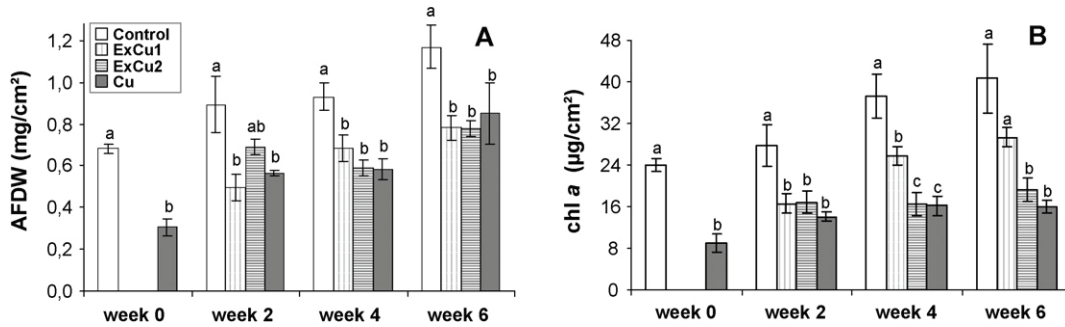 A
AFDW (mg/cm²)
1,2
1,0
0,8
0,6
0,4
0,2
0,0
Control
ExCu1
ExCu2
Cu
a b
a b ab b
a b b b
a b b b
week 0 week 2 week 4 week 6
B
chl a (µg/cm²)
48
40
32
24
16
8
0
a b
a b b b
a b c c
a a b b
week 0 week 2 week 4 week 6